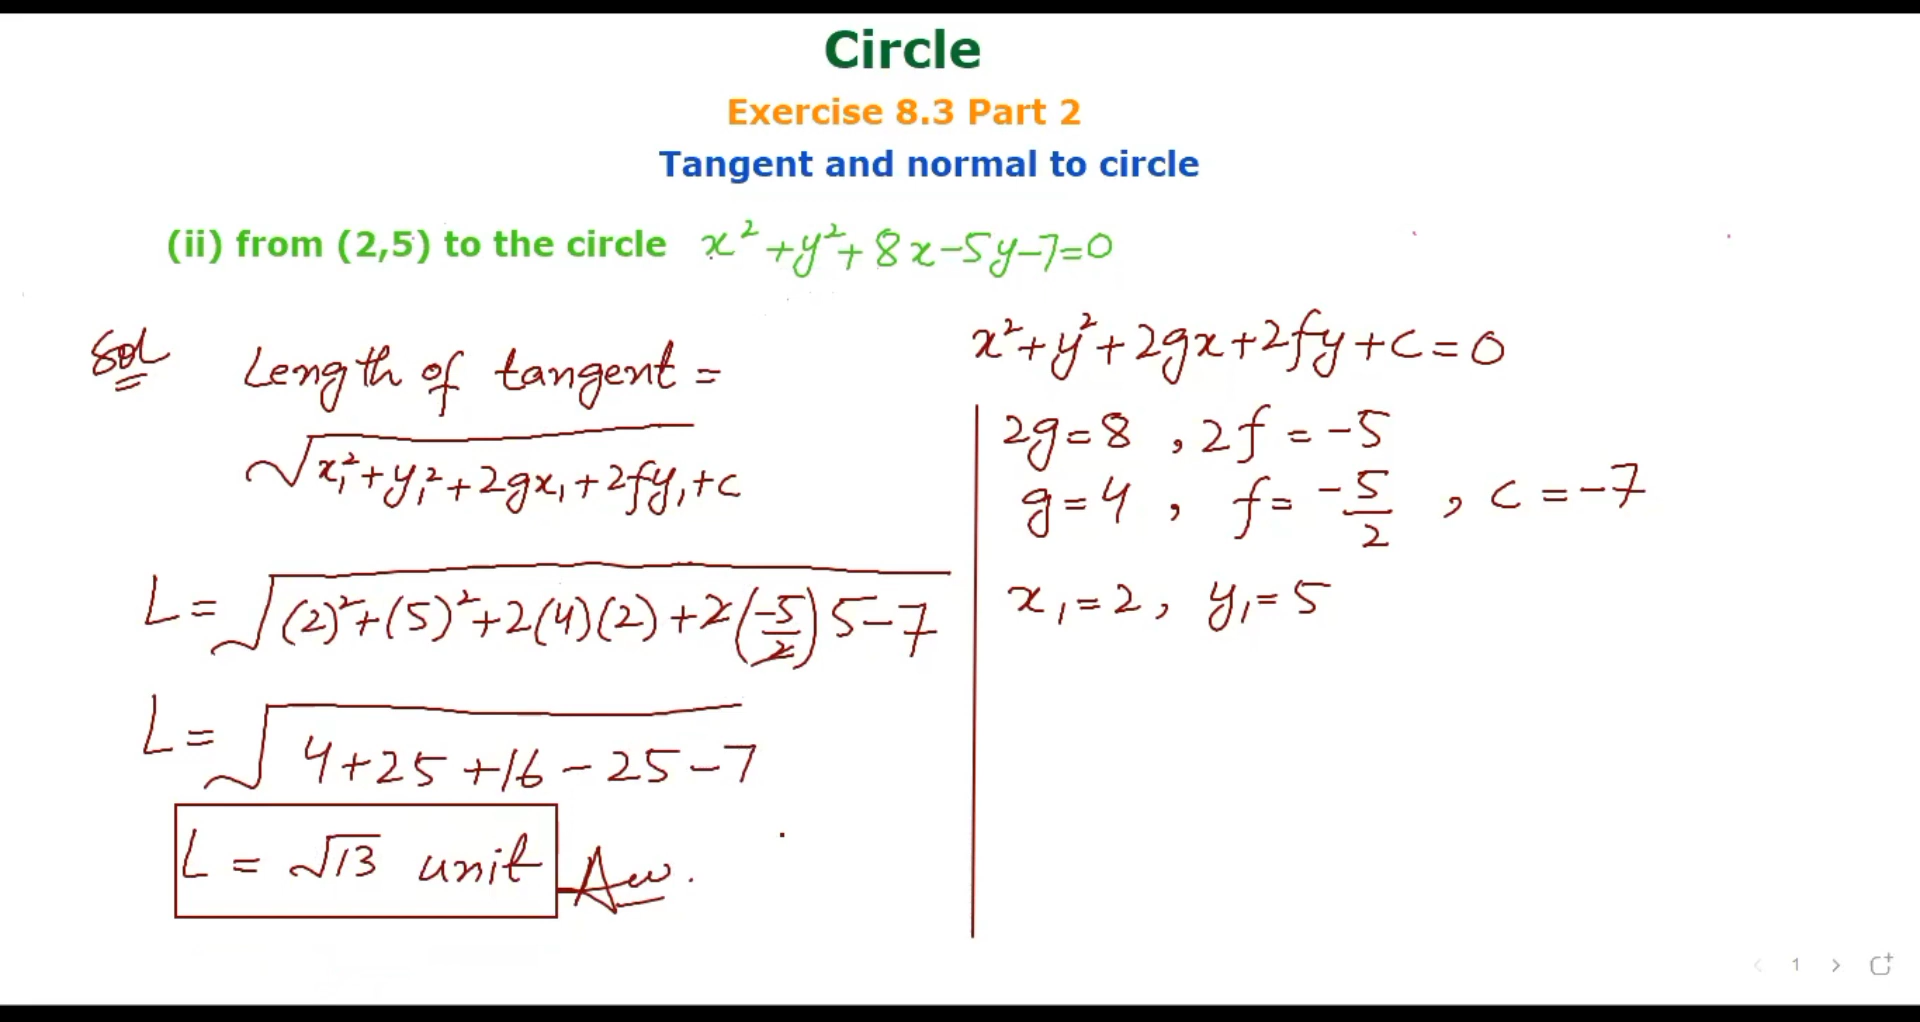 Circle
Exercise 8.3 Part 2
Tangent and normal to circle
(ii) from (2,5) to the circle x²+y²+8x-5y-7=0
Sol
Length of tangent =
√(x₁²+y₁²+2gx₁+2fy₁+c)
L=√((2)²+(5)²+2(4)(2)+2(-5/2)5-7)
L=√(4+25+16-25-7)
L = √13 unit Ans.
x²+y²+2gx+2fy+c=0
2g=8 , 2f = -5
g=4 , f= -5/2 , c = -7
x₁=2, y₁=5
1